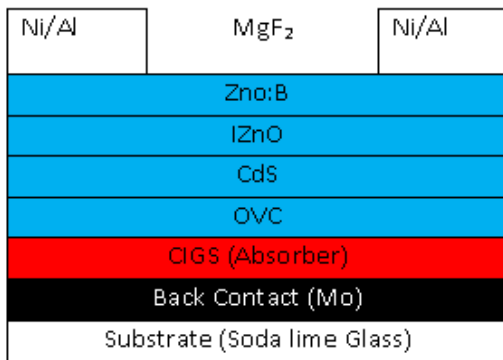 Ni/Al MgF₂ Ni/Al
Zno:B
IZnO
CdS
OVC
CIGS (Absorber)
Back Contact (Mo)
Substrate (Soda lime Glass)